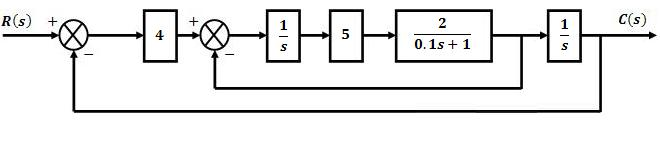 R(s) + − 4 + − 1/s 5 2/(0.1s + 1) 1/s C(s)